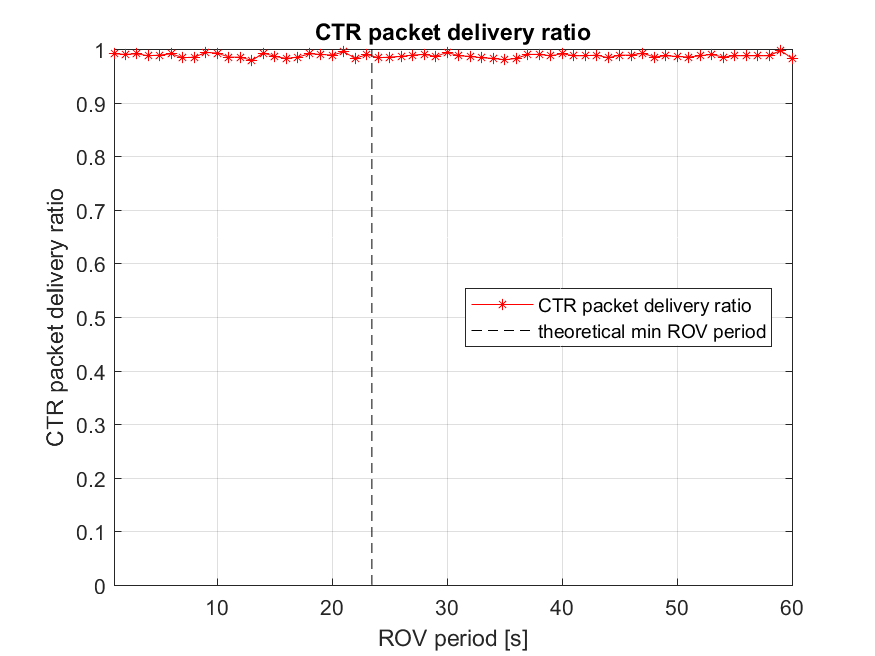 CTR packet delivery ratio
CTR packet delivery ratio
1
0.9
0.8
0.7
0.6
0.5
0.4
0.3
0.2
0.1
0
CTR packet delivery ratio
theoretical min ROV period
10 20 30 40 50 60
ROV period [s]